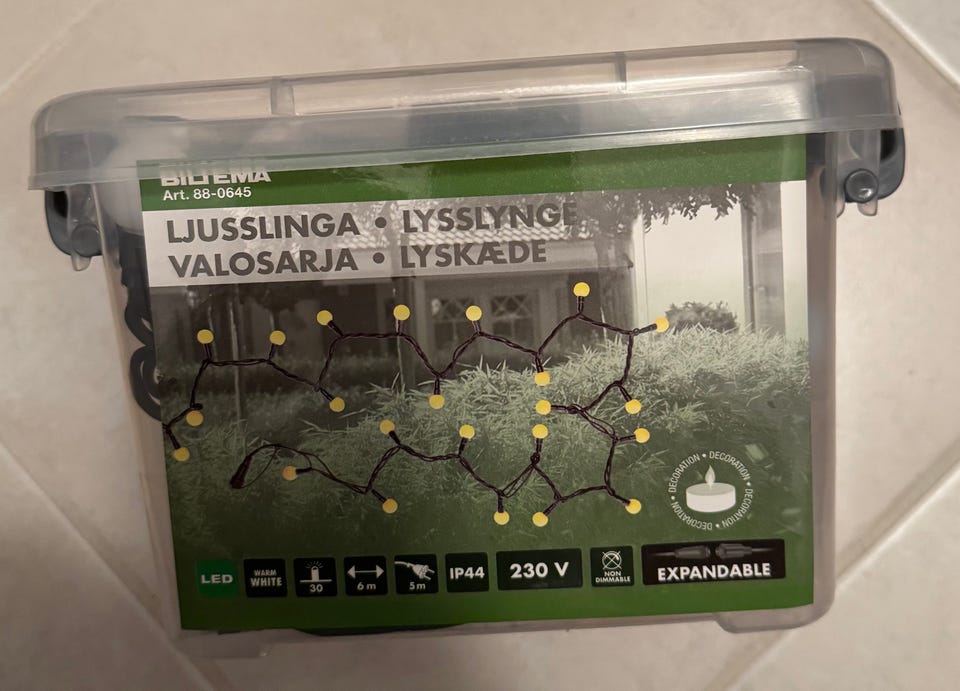 BILTEMA
Art. 88-0645
LJUSSLINGA • LYSSLYNGE
VALOSARJA • LYSKÆDE
DECORATION • DECORATION • DECORATION • DECORATION •
LED
WARM
WHITE
30
6 m
5 m
IP44
230 V
NON
DIMMABLE
EXPANDABLE